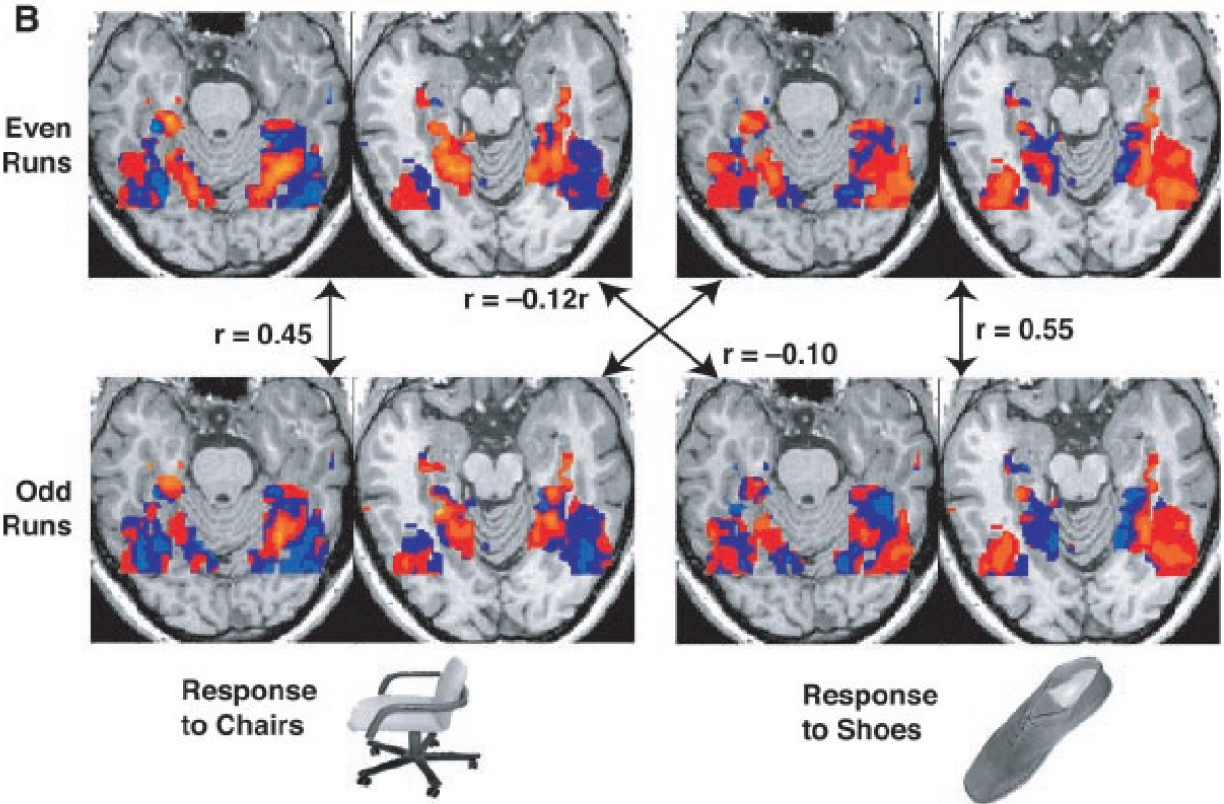 B
Even
Runs
r = –0.12r
r = 0.45
r = 0.55
r = –0.10
Odd
Runs
Response
to Chairs
Response
to Shoes